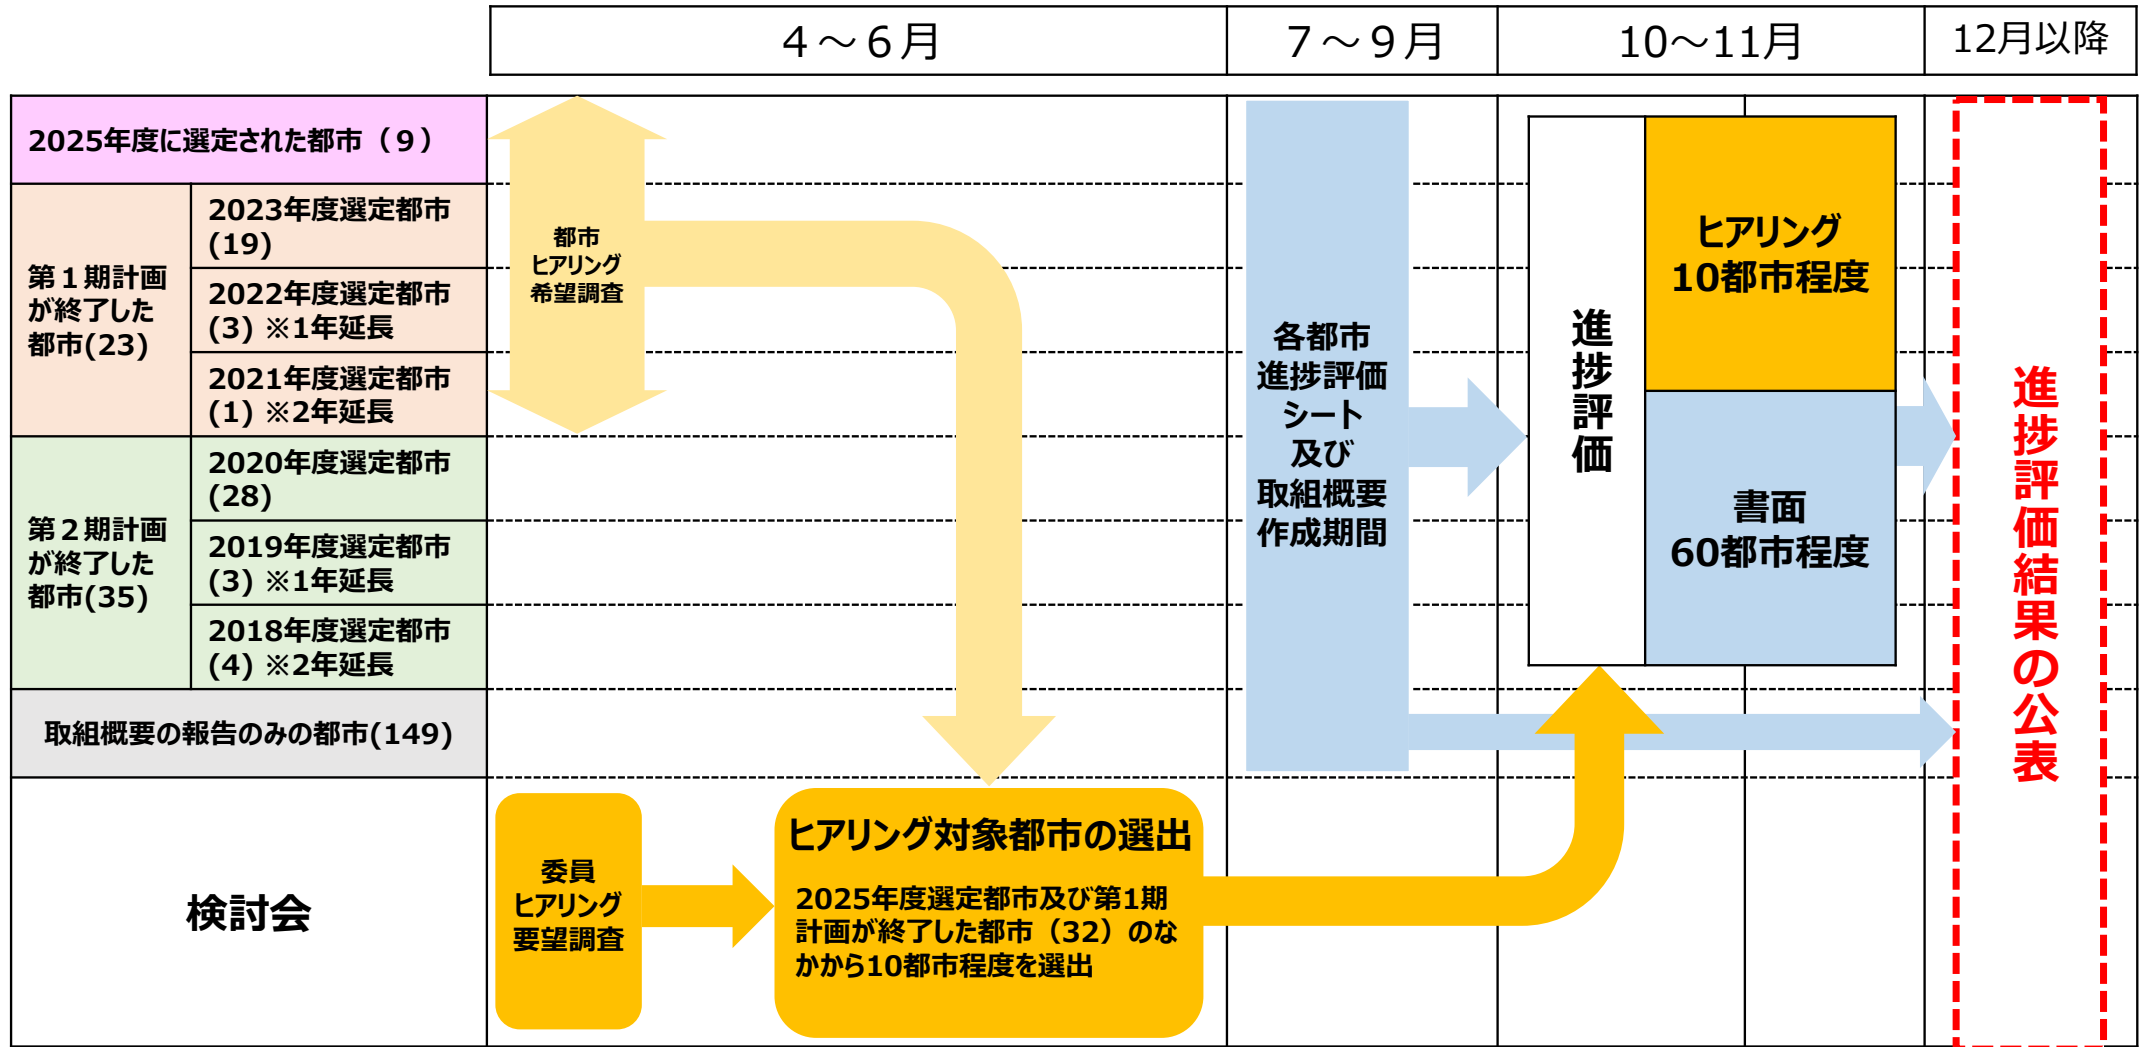 4～6月
7～9月
10～11月
12月以降
2025年度に選定された都市（9）
第１期計画
が終了した
都市(23)
2023年度選定都市
(19)
2022年度選定都市
(3) ※1年延長
2021年度選定都市
(1) ※2年延長
第２期計画
が終了した
都市(35)
2020年度選定都市
(28)
2019年度選定都市
(3) ※1年延長
2018年度選定都市
(4) ※2年延長
取組概要の報告のみの都市(149)
検討会
都市
ヒアリング
希望調査
委員
ヒアリング
要望調査
ヒアリング対象都市の選出
2025年度選定都市及び第1期
計画が終了した都市（32）のな
かから10都市程度を選出
各都市
進捗評価
シート
及び
取組概要
作成期間
進捗評価
ヒアリング
10都市程度
書面
60都市程度
進捗評価結果の公表